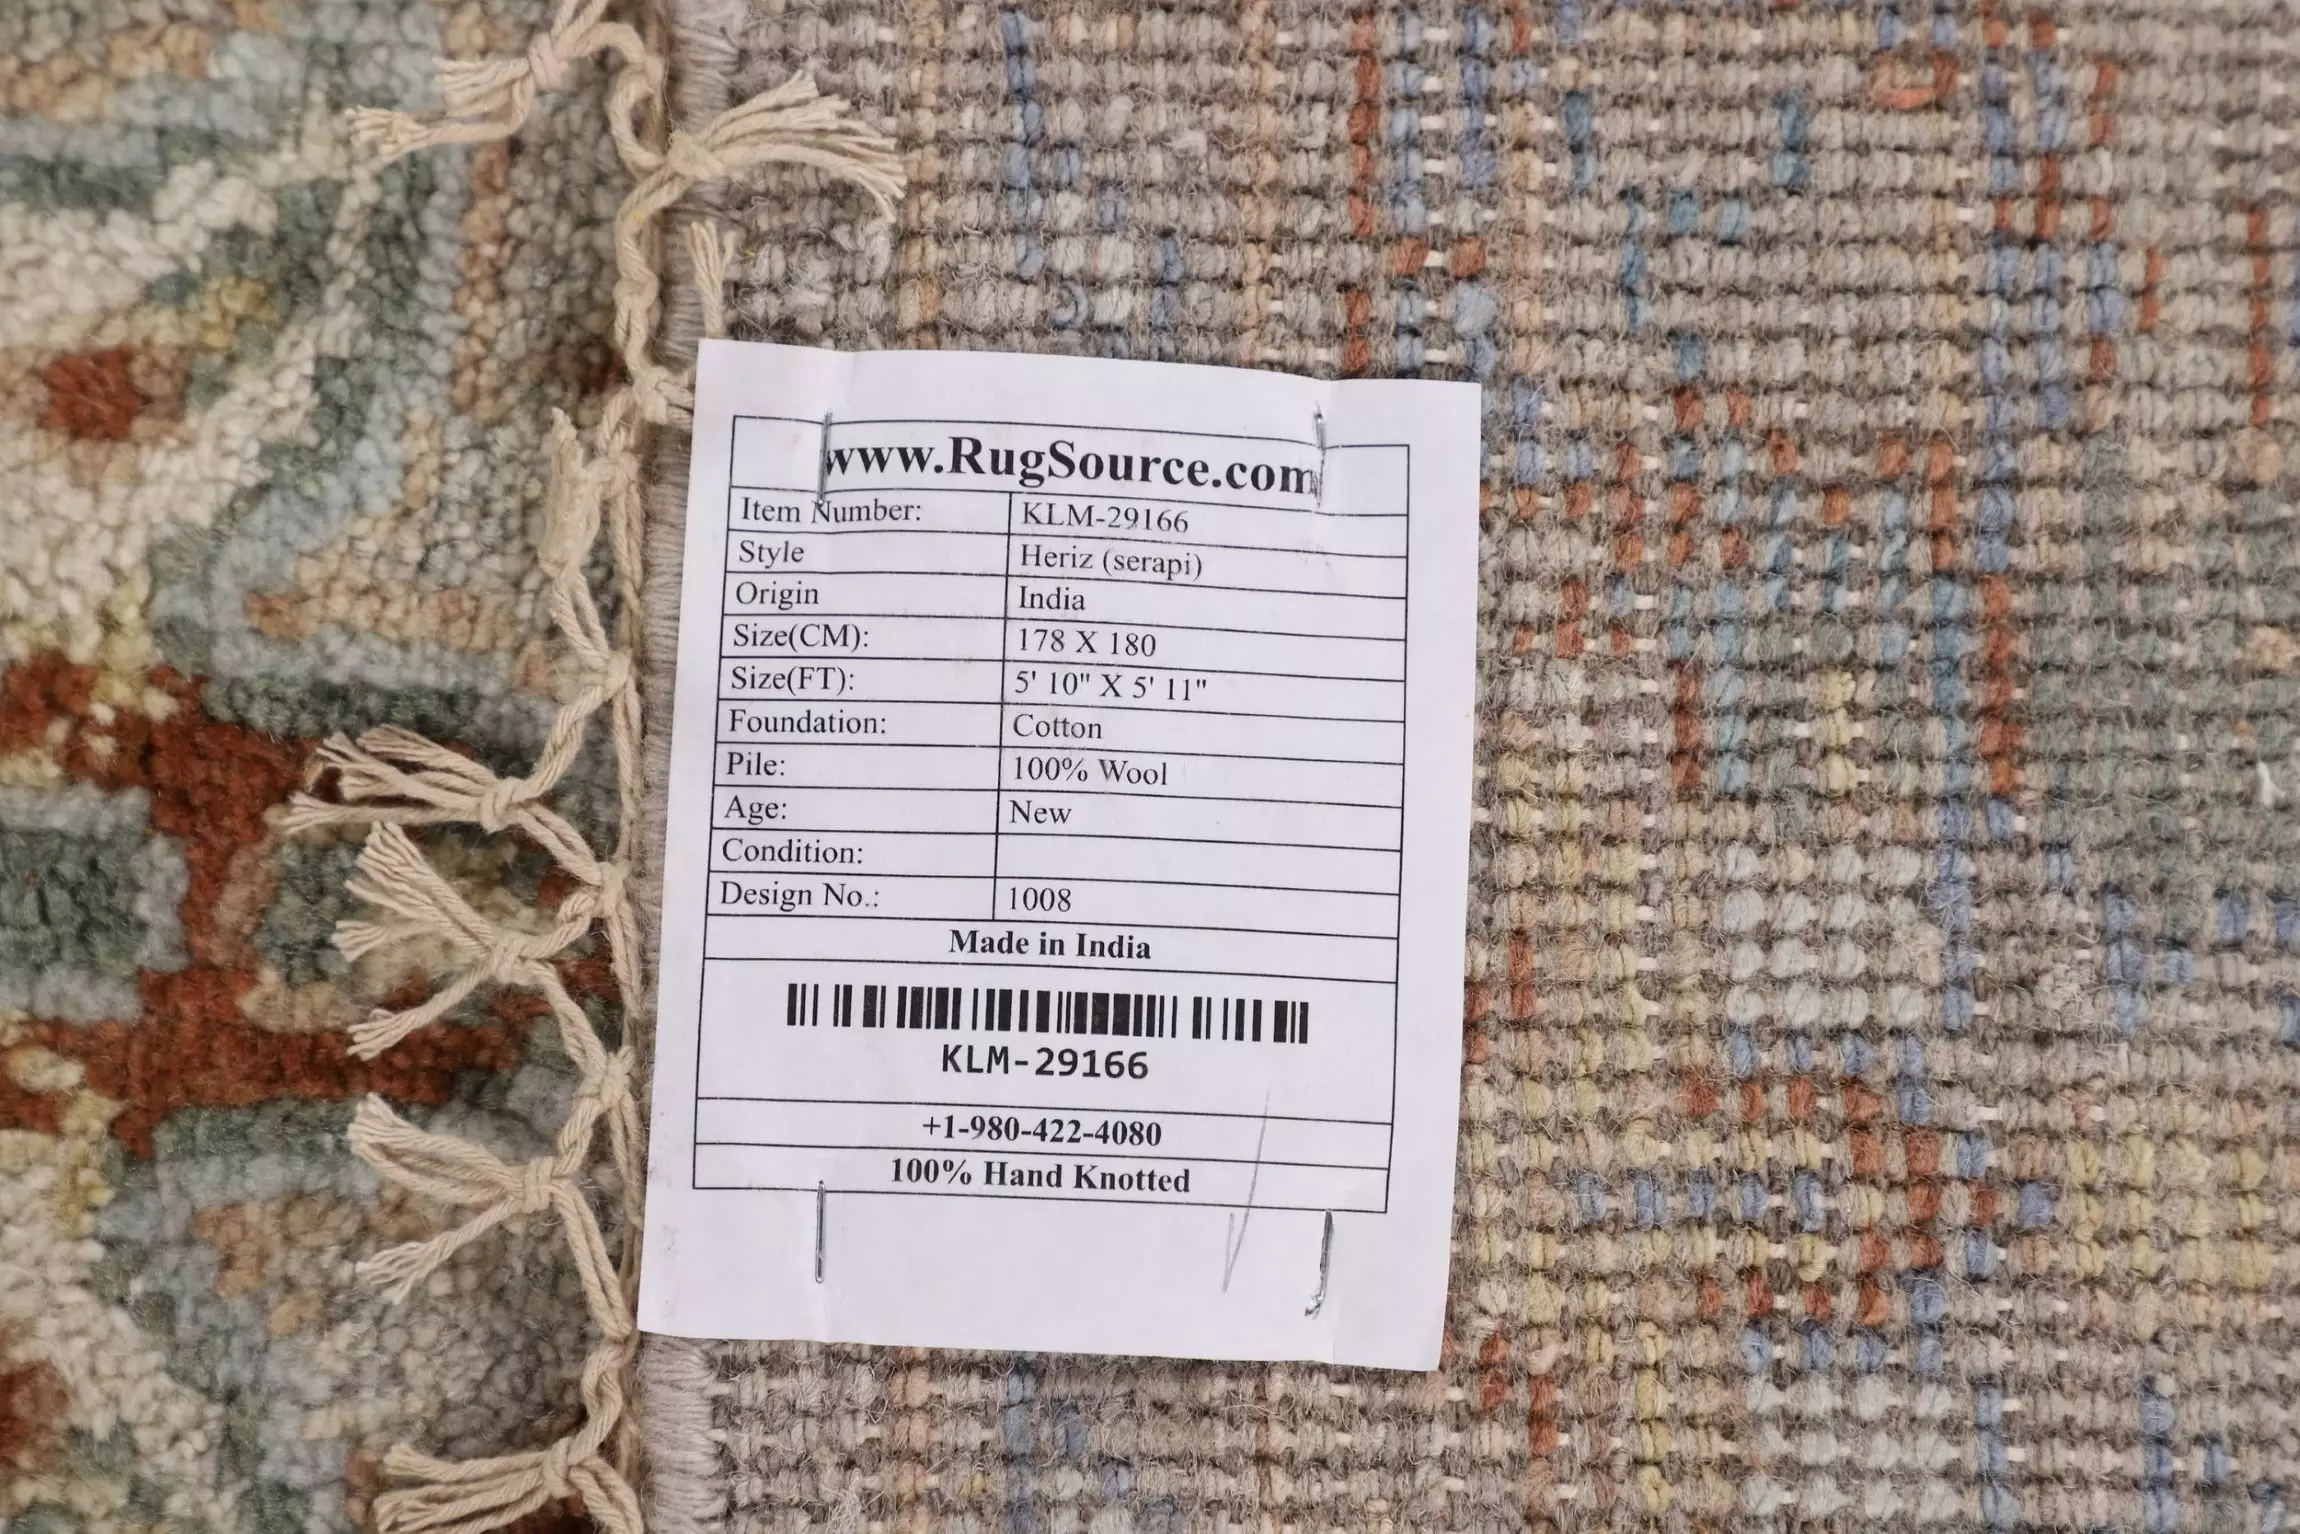 www.RugSource.com
Item Number: KLM-29166
Style Heriz (serapi)
Origin India
Size(CM): 178 X 180
Size(FT): 5' 10" X 5' 11"
Foundation: Cotton
Pile: 100% Wool
Age: New
Condition:
Design No.: 1008
Made in India
KLM-29166
+1-980-422-4080
100% Hand Knotted